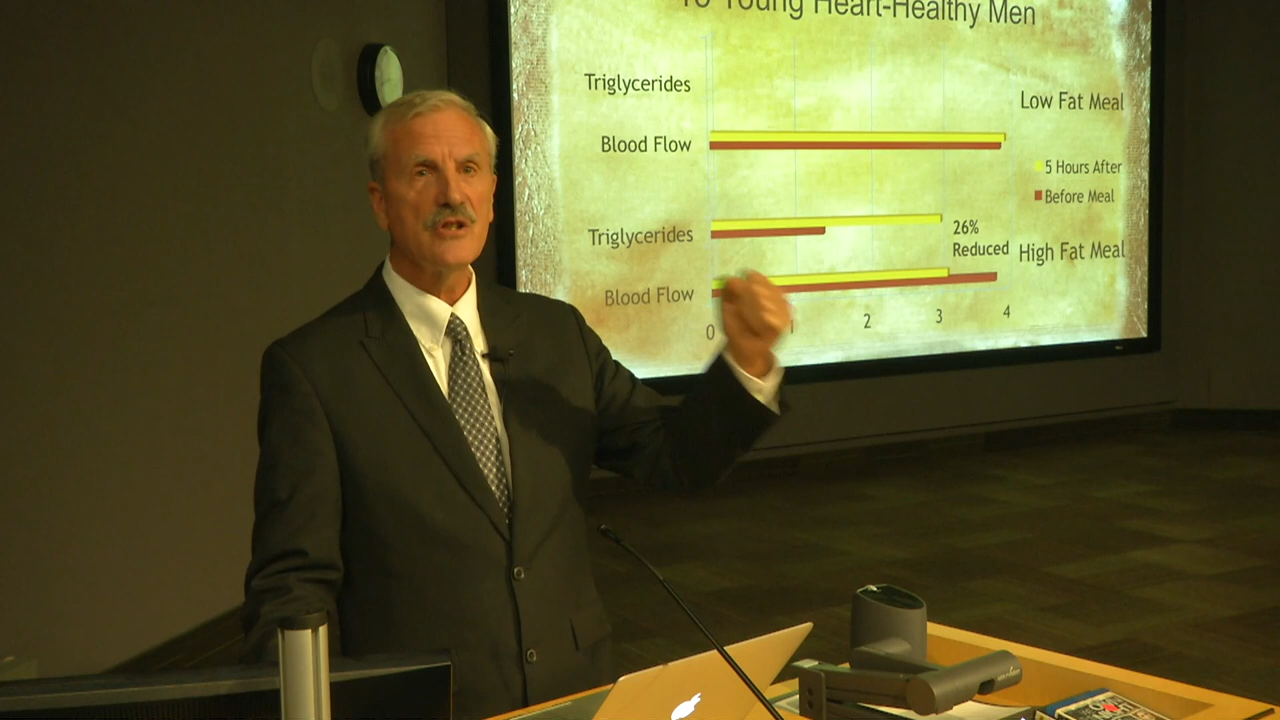 Young Heart-Healthy Men
Triglycerides
Low Fat Meal
Blood Flow
5 Hours After
Before Meal
Triglycerides
26%
Reduced
High Fat Meal
Blood Flow
0 1 2 3 4